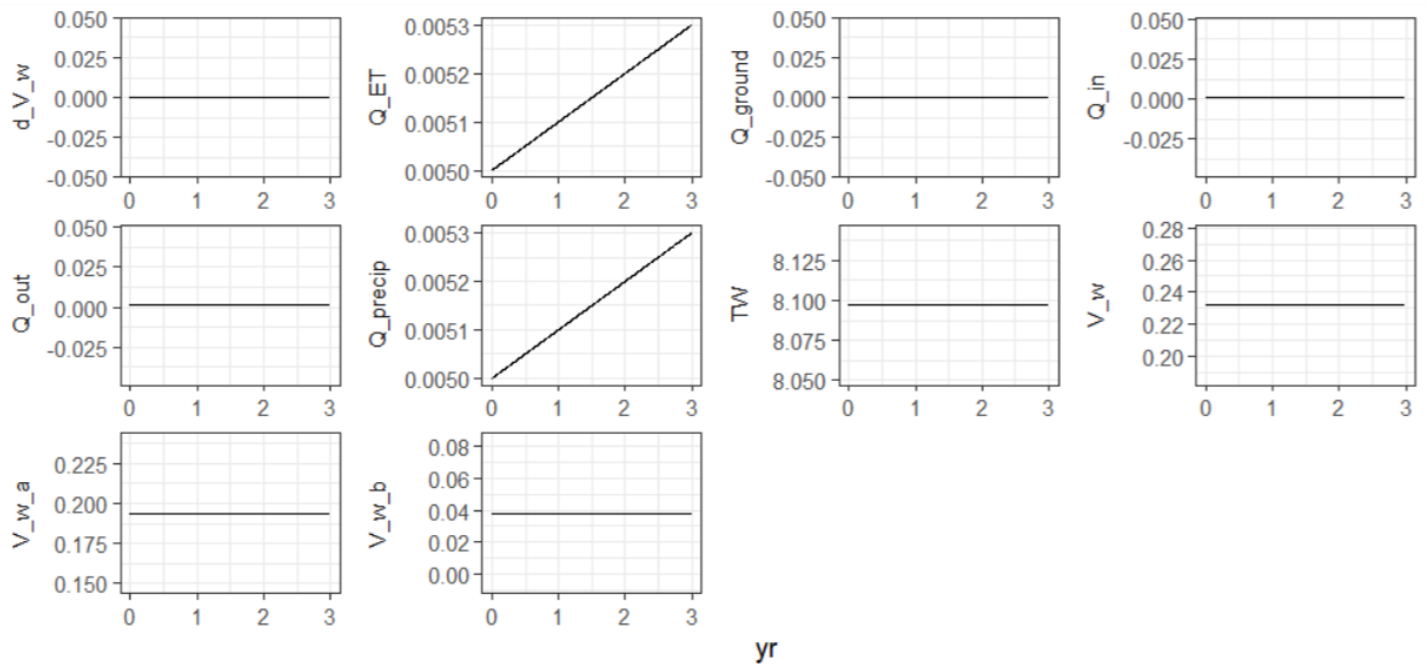 d_V_w
0.050
0.025
0.000
-0.025
-0.050
0 1 2 3
Q_ET
0.0053
0.0052
0.0051
0.0050
0 1 2 3
Q_ground
0.050
0.025
0.000
-0.025
-0.050
0 1 2 3
Q_in
0.050
0.025
0.000
-0.025
0 1 2 3
Q_out
0.050
0.025
0.000
-0.025
0 1 2 3
Q_precip
0.0053
0.0052
0.0051
0.0050
0 1 2 3
TW
8.125
8.100
8.075
8.050
0 1 2 3
V_w
0.28
0.26
0.24
0.22
0.20
0 1 2 3
V_w_a
0.225
0.200
0.175
0.150
0 1 2 3
V_w_b
0.08
0.06
0.04
0.02
0.00
0 1 2 3
yr